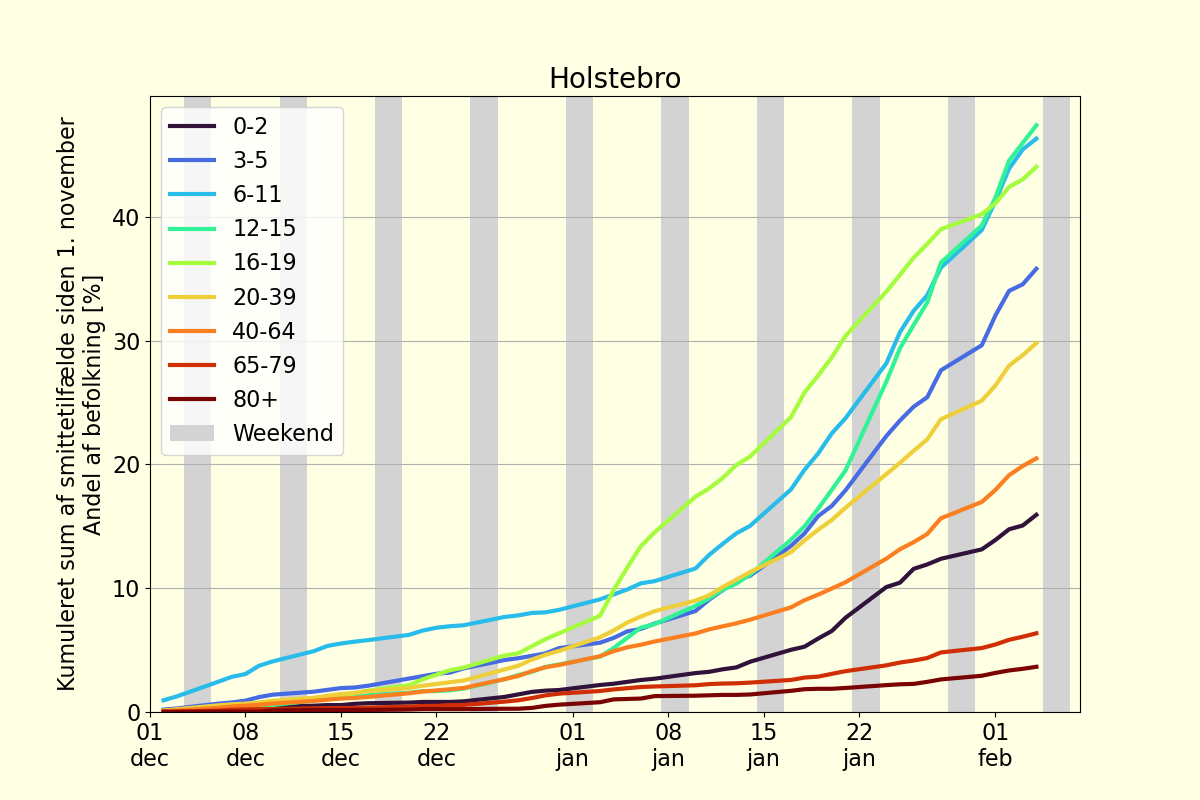 Holstebro
Kumuleret sum af smittetilfælde siden 1. november
Andel af befolkning [%]
0-2
3-5
6-11
12-15
16-19
20-39
40-64
65-79
80+
Weekend
40
30
20
10
0
01 08 15 22 01 08 15 22 01
dec dec dec dec jan jan jan jan feb